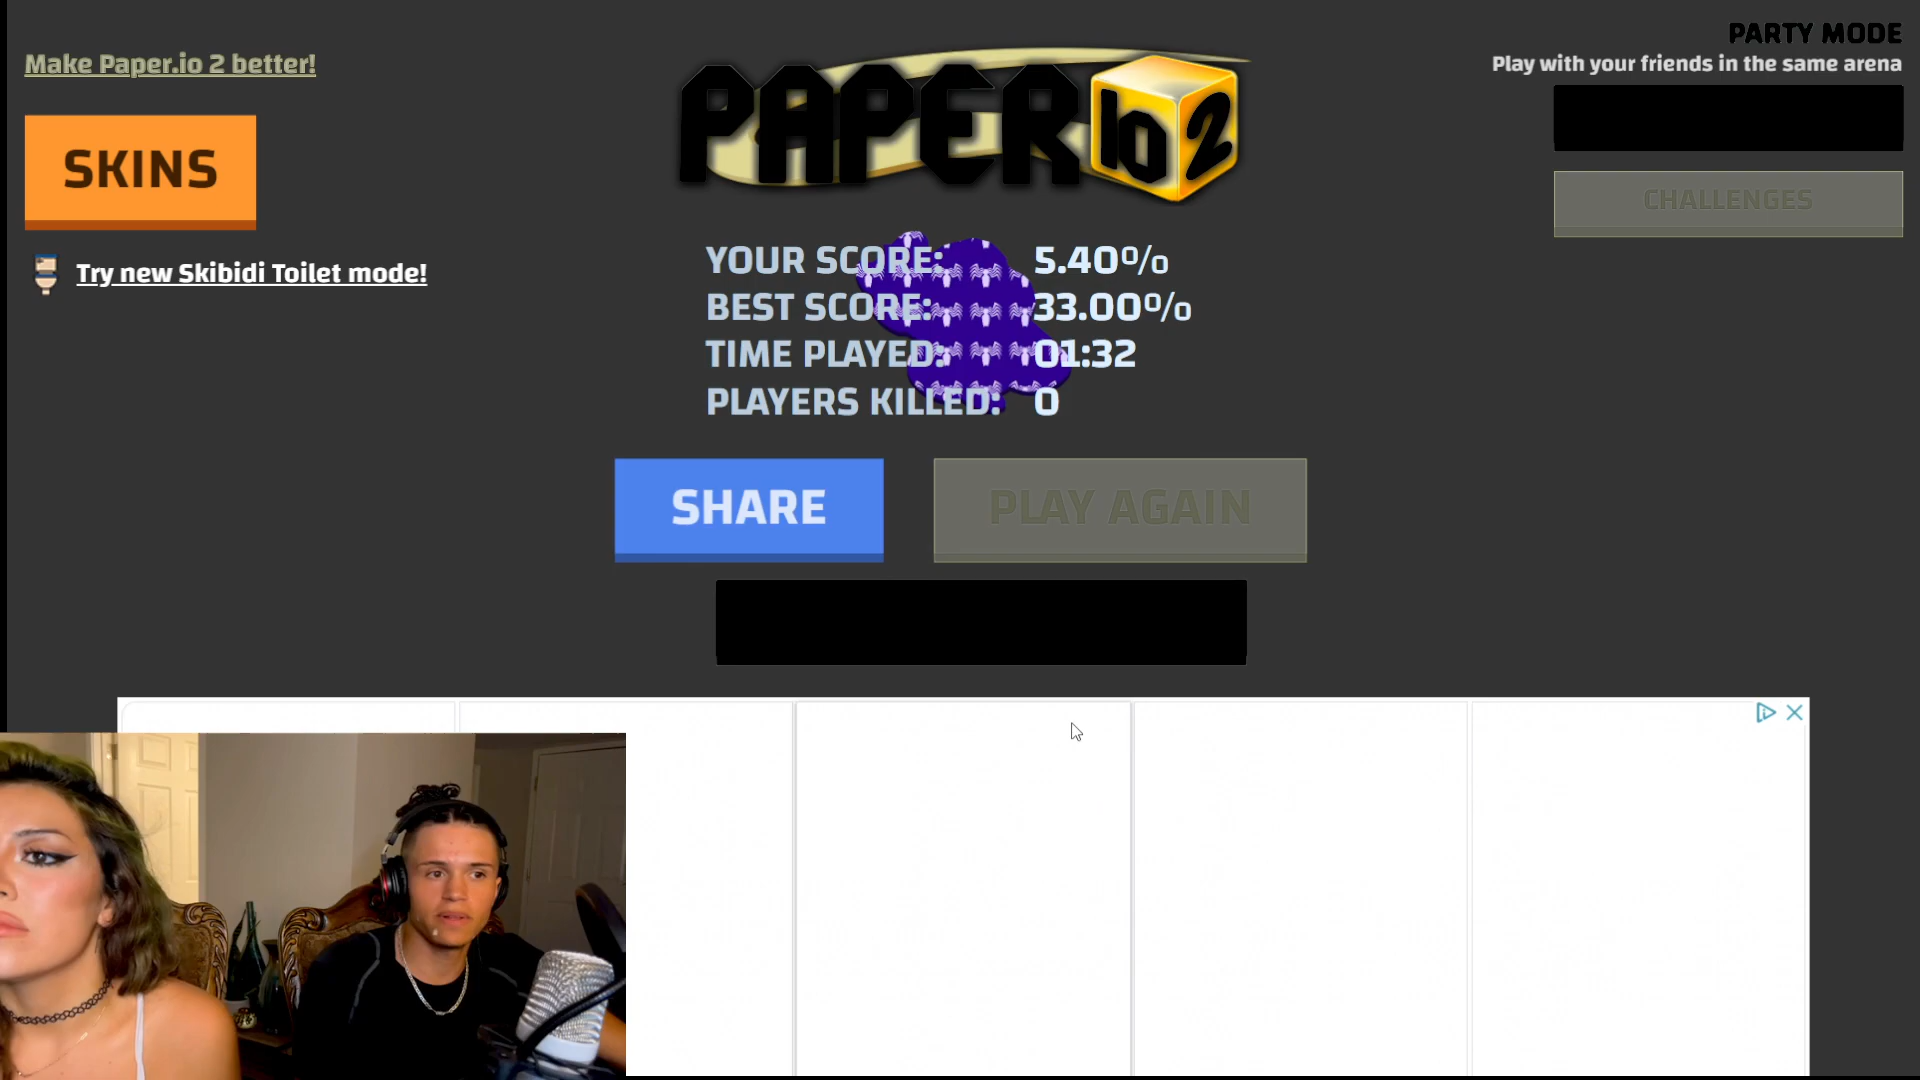 Make Paper.io 2 better!
SKINS
Try new Skibidi Toilet mode!
PAPER
IO 2
YOUR SCORE: 5.40%
BEST SCORE: 33.00%
TIME PLAYED: 01:32
PLAYERS KILLED: 0
SHARE
PLAY AGAIN
PARTY MODE
Play with your friends in the same arena
CHALLENGES